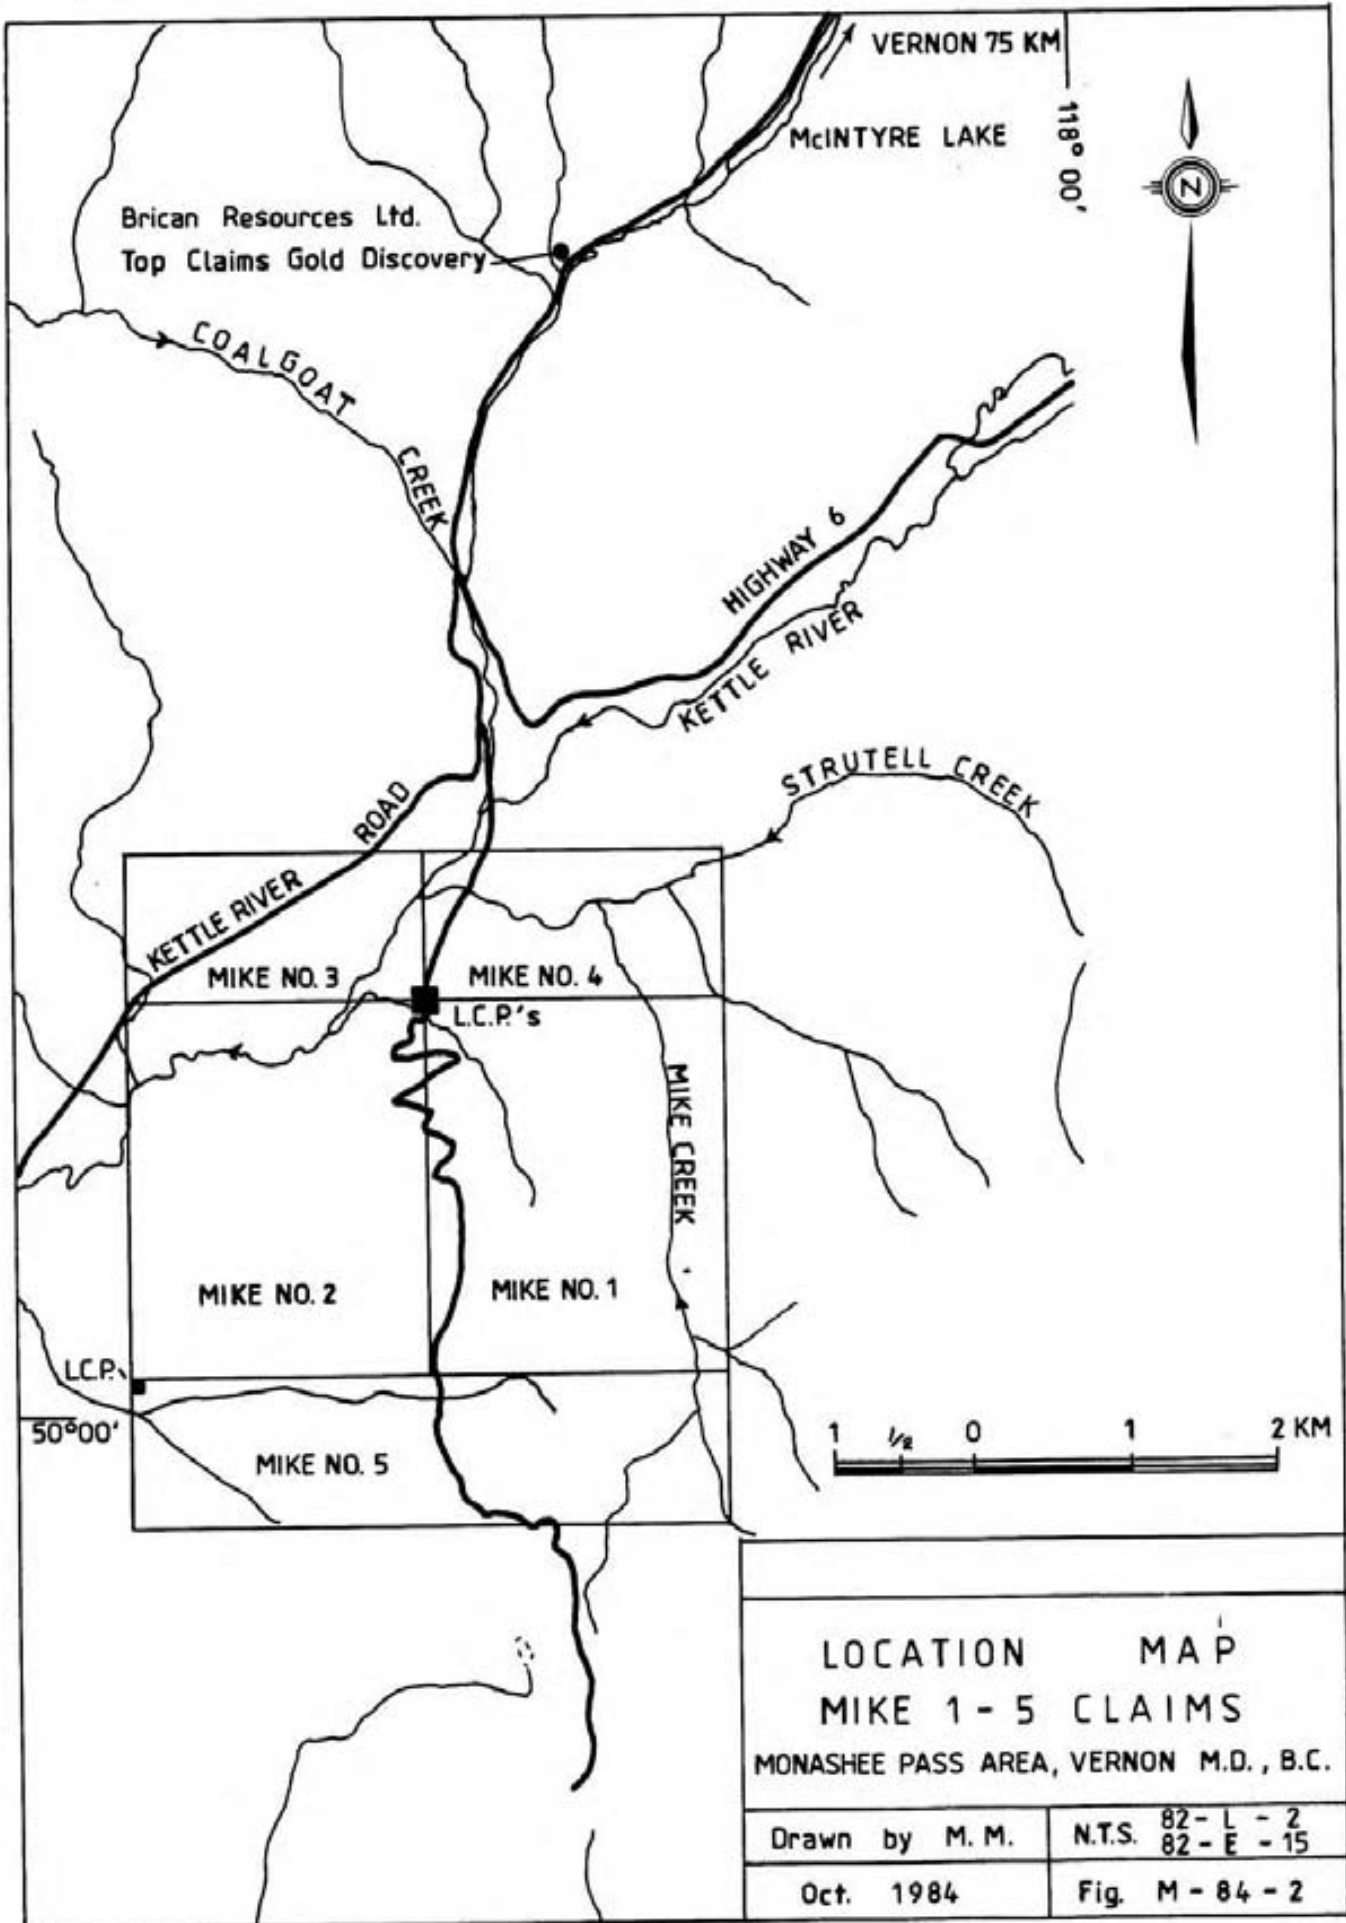 VERNON 75 KM
McINTYRE LAKE
118° 00'
N
Brican Resources Ltd.
Top Claims Gold Discovery
COALGOAT CREEK
HIGHWAY 6
KETTLE RIVER
STRUTELL CREEK
KETTLE RIVER ROAD
MIKE NO. 3
MIKE NO. 4
L.C.P.'s
MIKE CREEK
MIKE NO. 2
MIKE NO. 1
L.C.P.
50°00'
MIKE NO. 5
1 1/2 0 1 2 KM
LOCATION MAP
MIKE 1 - 5 CLAIMS
MONASHEE PASS AREA, VERNON M.D., B.C.
Drawn by M. M.
N.T.S. 82 - L - 2
82 - E - 15
Oct. 1984
Fig. M - 84 - 2